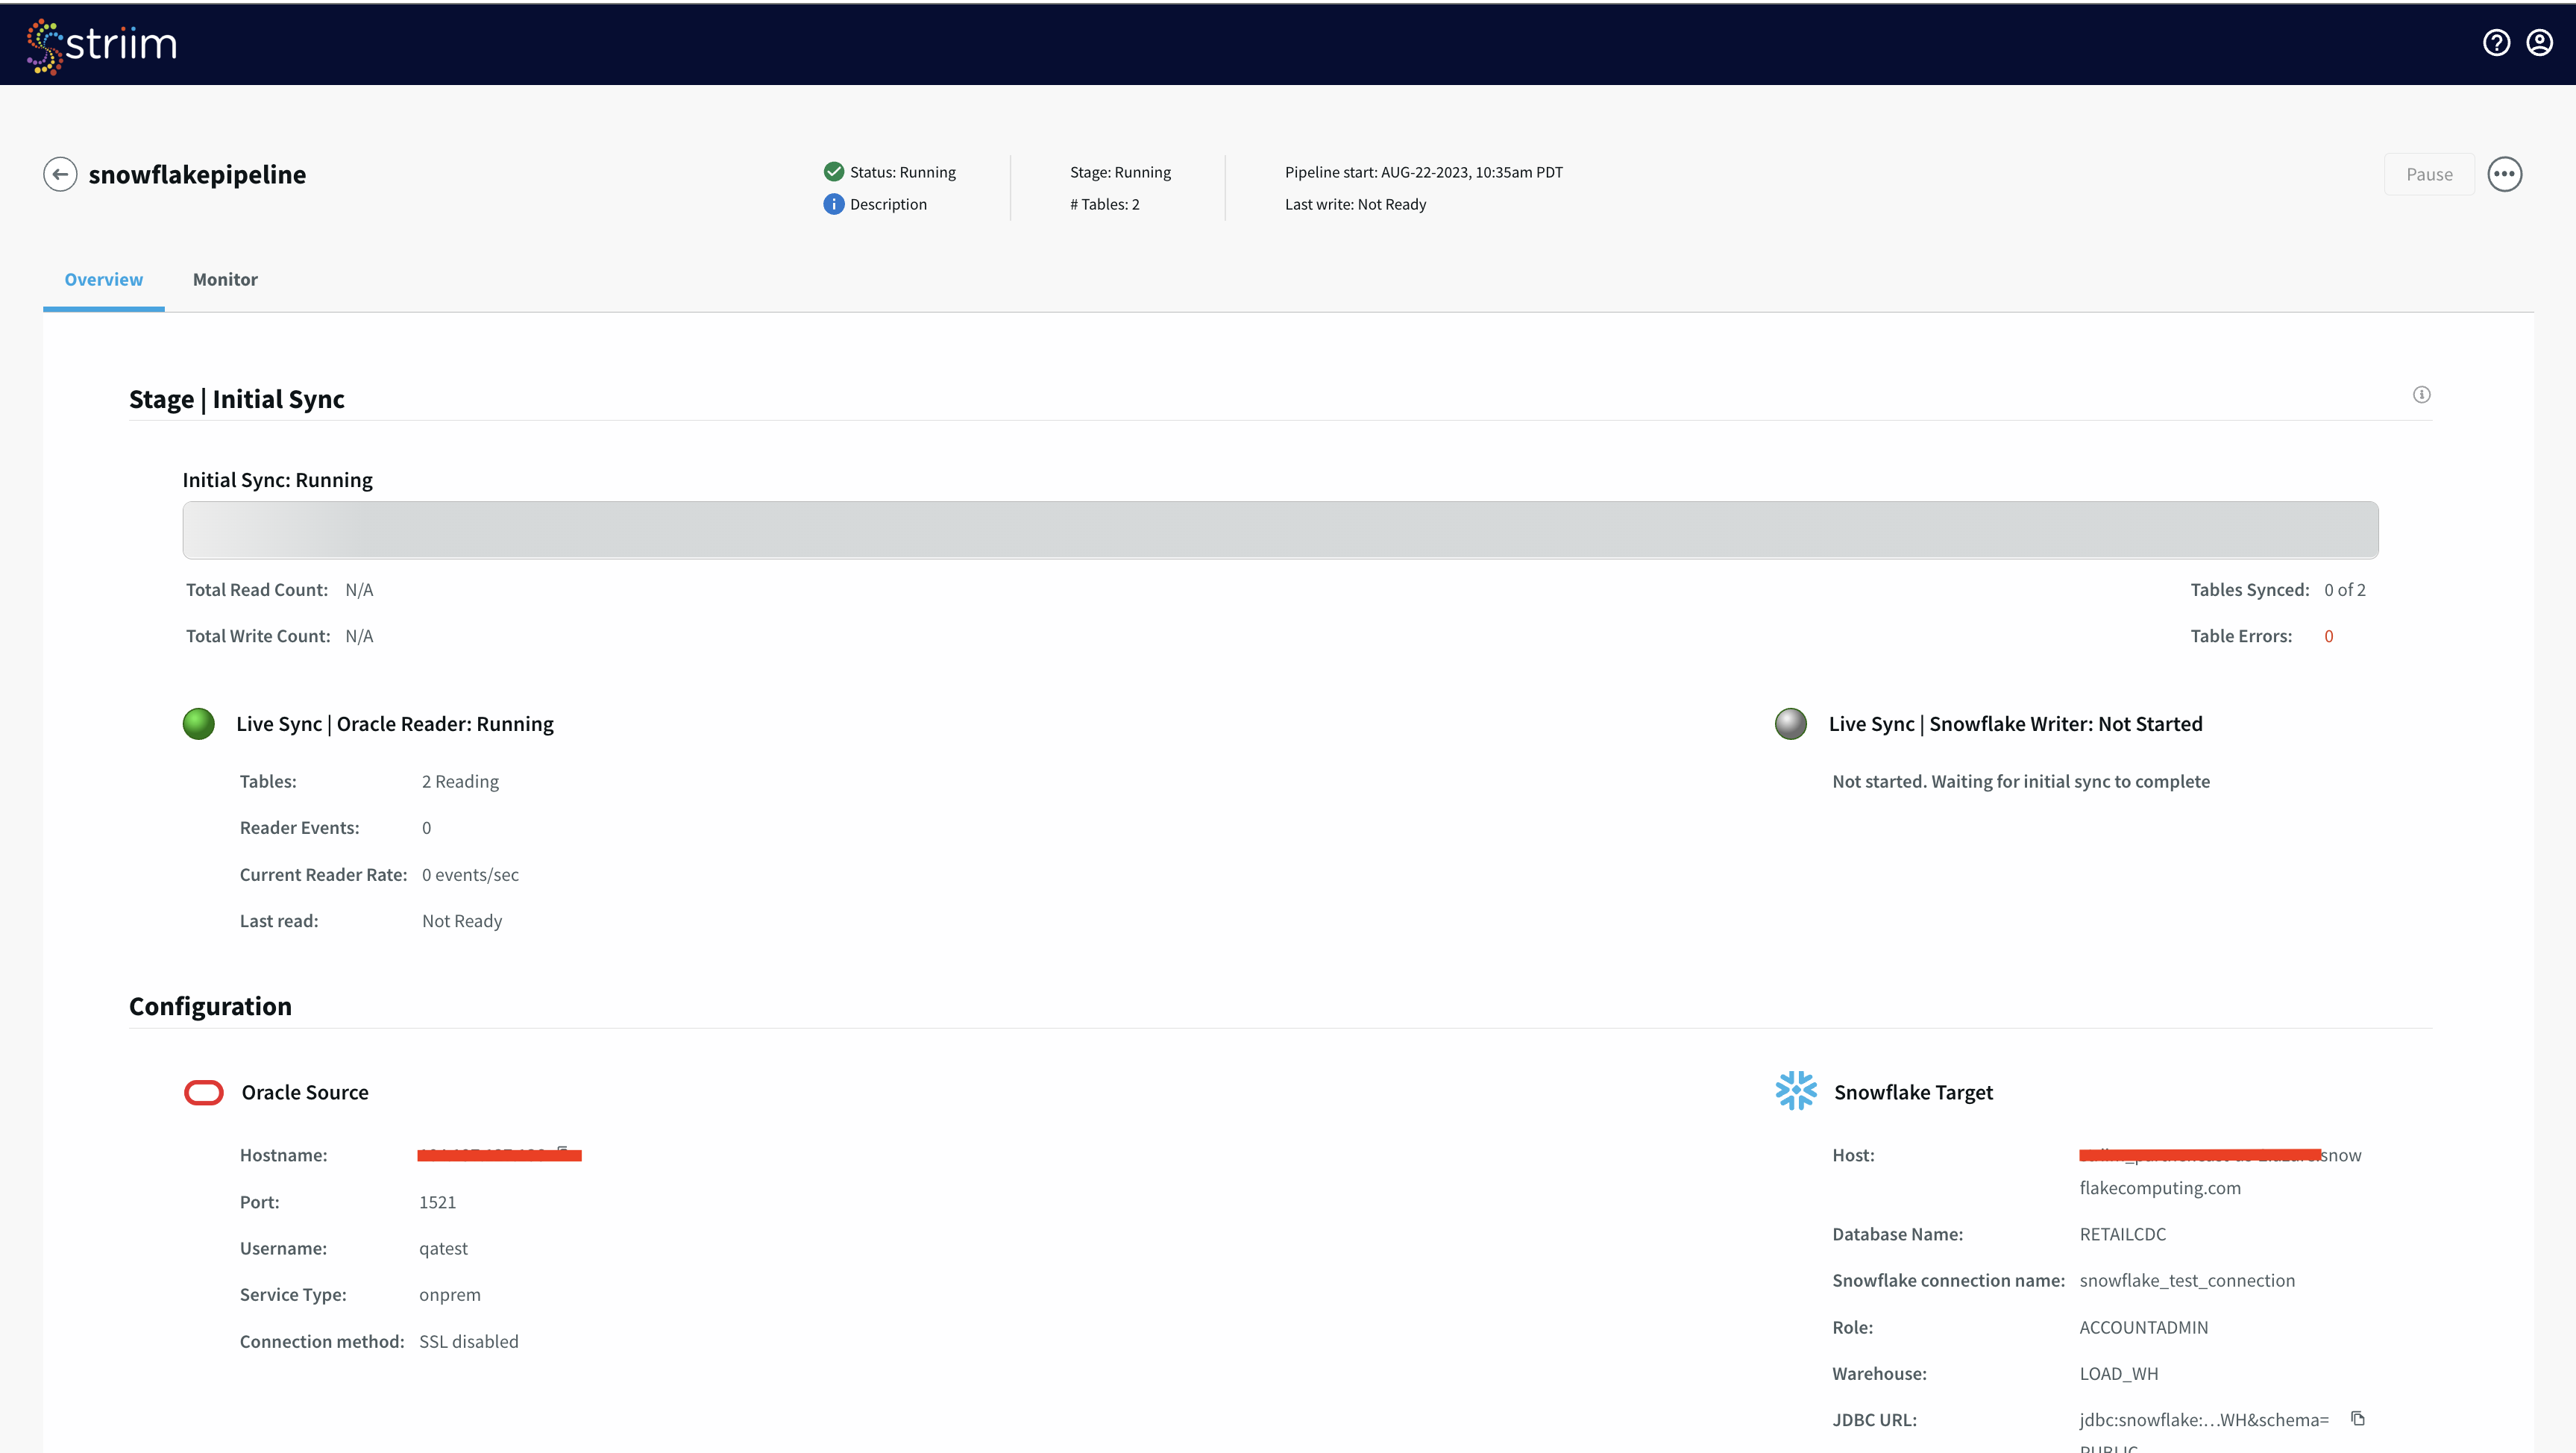 striim
snowflakepipeline
Status: Running
Description
Stage: Running
# Tables: 2
Pipeline start: AUG-22-2023, 10:35am PDT
Last write: Not Ready
Pause
Overview Monitor
Stage | Initial Sync
Initial Sync: Running
Total Read Count: N/A
Total Write Count: N/A
Tables Synced: 0 of 2
Table Errors: 0
Live Sync | Oracle Reader: Running
Tables: 2 Reading
Reader Events: 0
Current Reader Rate: 0 events/sec
Last read: Not Ready
Live Sync | Snowflake Writer: Not Started
Not started. Waiting for initial sync to complete
Configuration
Oracle Source
Hostname:
Port: 1521
Username: qatest
Service Type: onprem
Connection method: SSL disabled
Snowflake Target
Host: snow
flakecomputing.com
Database Name: RETAILCDC
Snowflake connection name: snowflake_test_connection
Role: ACCOUNTADMIN
Warehouse: LOAD_WH
JDBC URL: jdbc:snowflake:...WH&schema=
PUBLIC